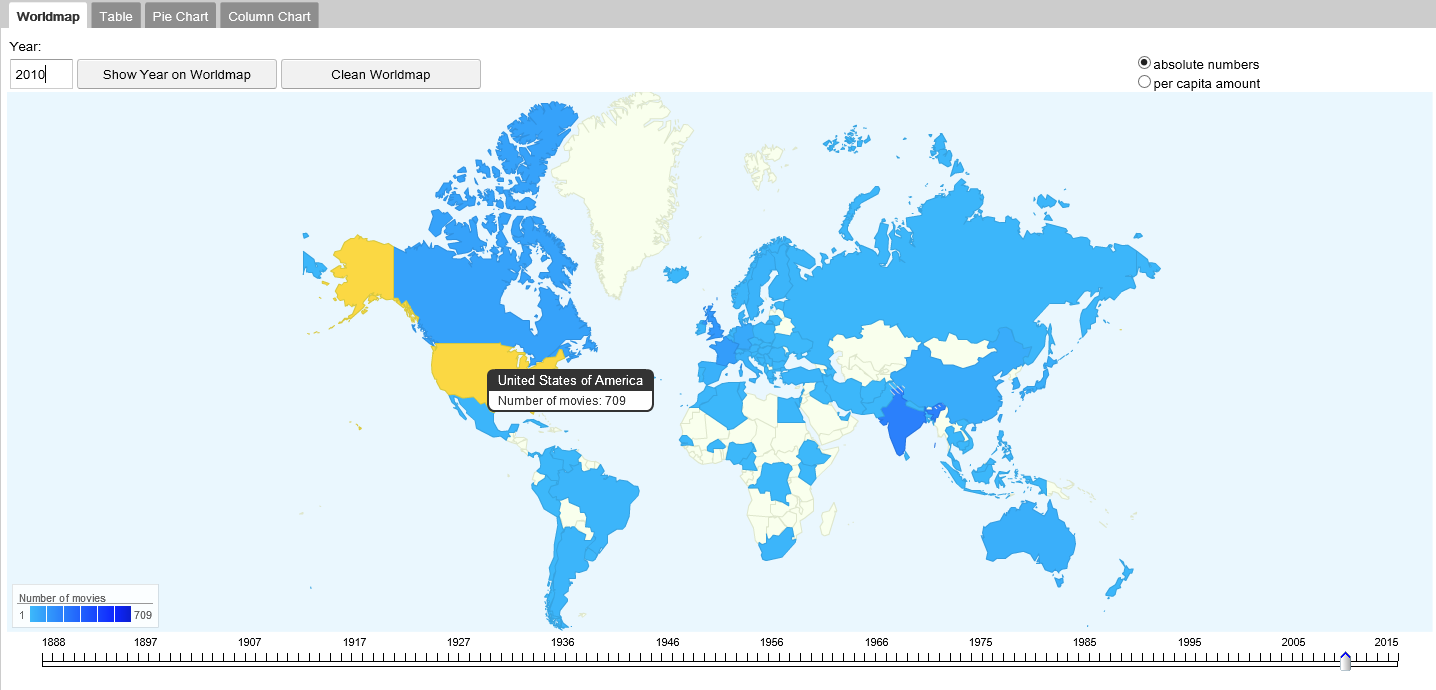 Worldmap Table Pie Chart Column Chart
Year:
2010 Show Year on Worldmap Clean Worldmap
absolute numbers
per capita amount
United States of America
Number of movies: 709
Number of movies
1 709
1888 1897 1907 1917 1927 1936 1946 1956 1966 1975 1985 1995 2005 2015